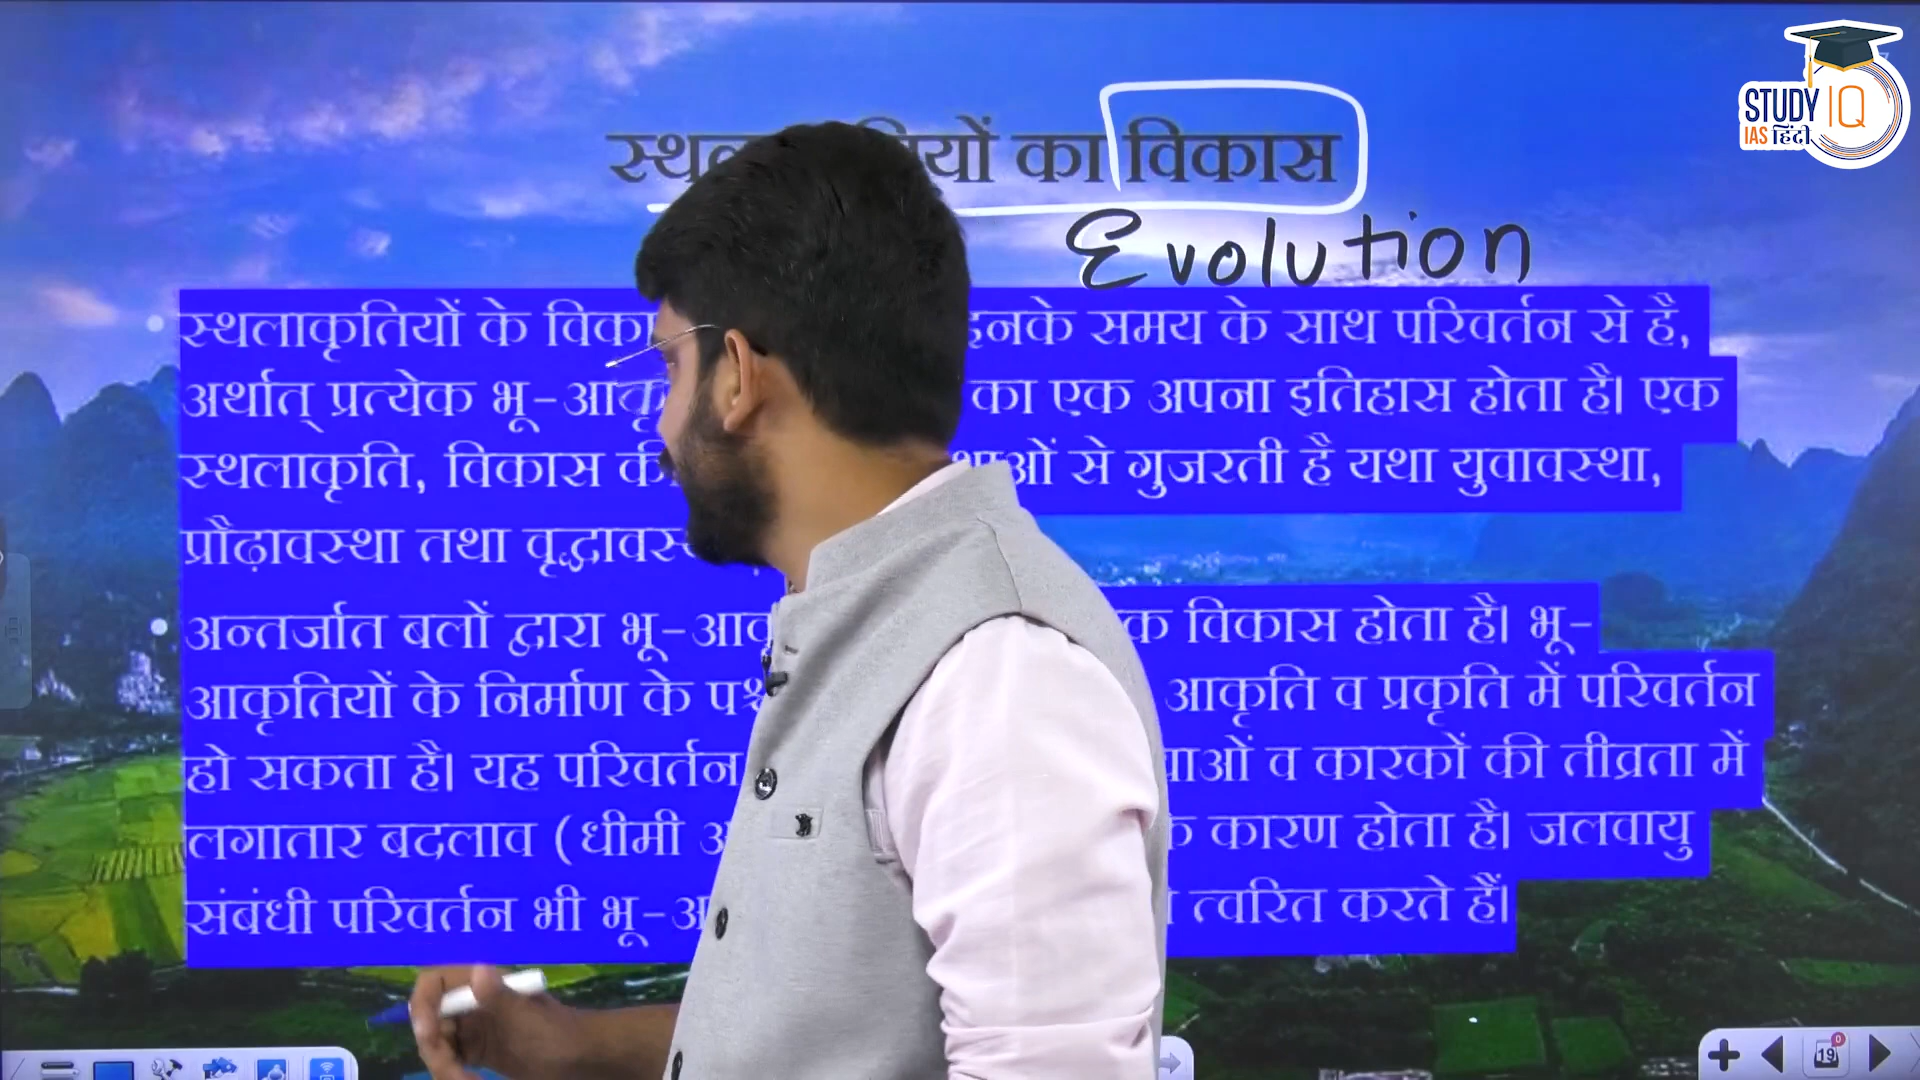 का विकास
Evolution
स्थलाकृतियों के इनके समय के साथ परिवर्तन से है,
अर्थात् प्रत्येक का एक अपना इतिहास होता है। एक
स्थलाकृति, विकास से गुजरती है यथा युवावस्था,
प्रौढ़ावस्था तथा
अन्तर्जात बलों द्वारा विकास होता है। भू-
आकृतियों के निर्माण के आकृति व प्रकृति में परिवर्तन
हो सकता है। यह परिवर्तन व कारकों की तीव्रता में
लगातार बदलाव (धीमी कारण होता है। जलवायु
संबंधी परिवर्तन भी त्वरित करते हैं।
STUDY IQ
IAS हिंदी
19
0